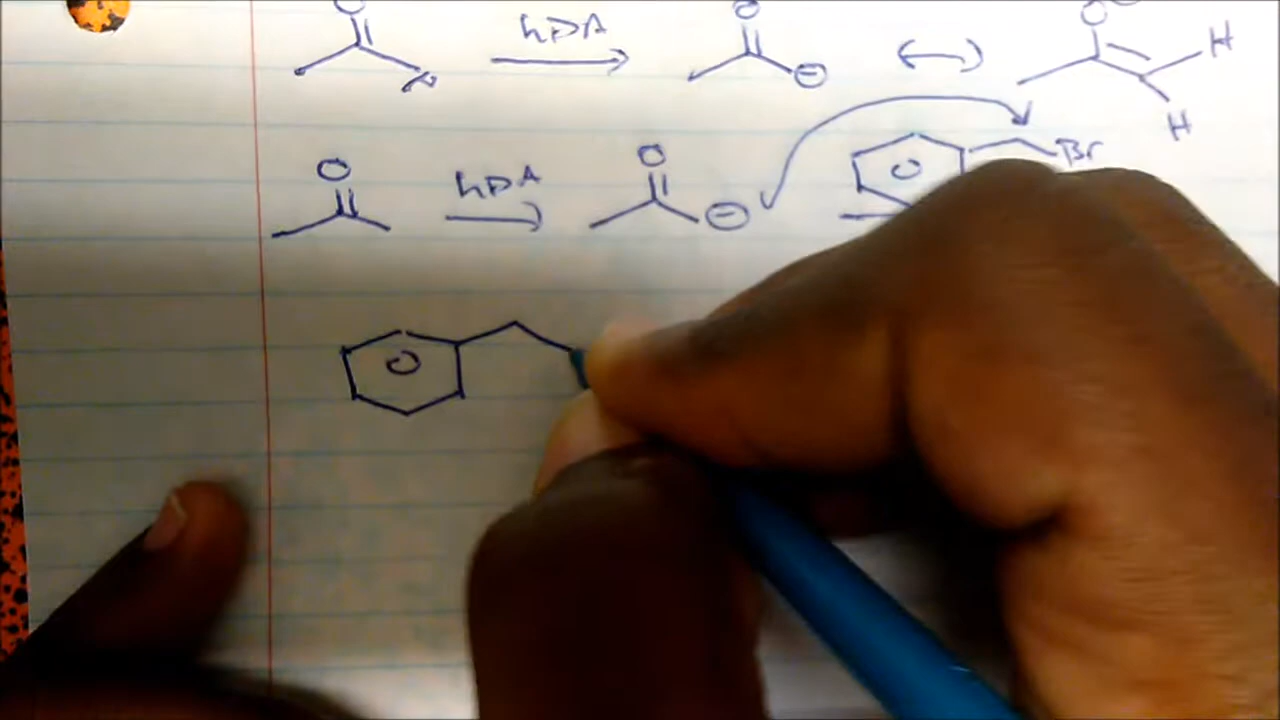 O LDA O O H
H
O LDA O ⊖ O Br
O